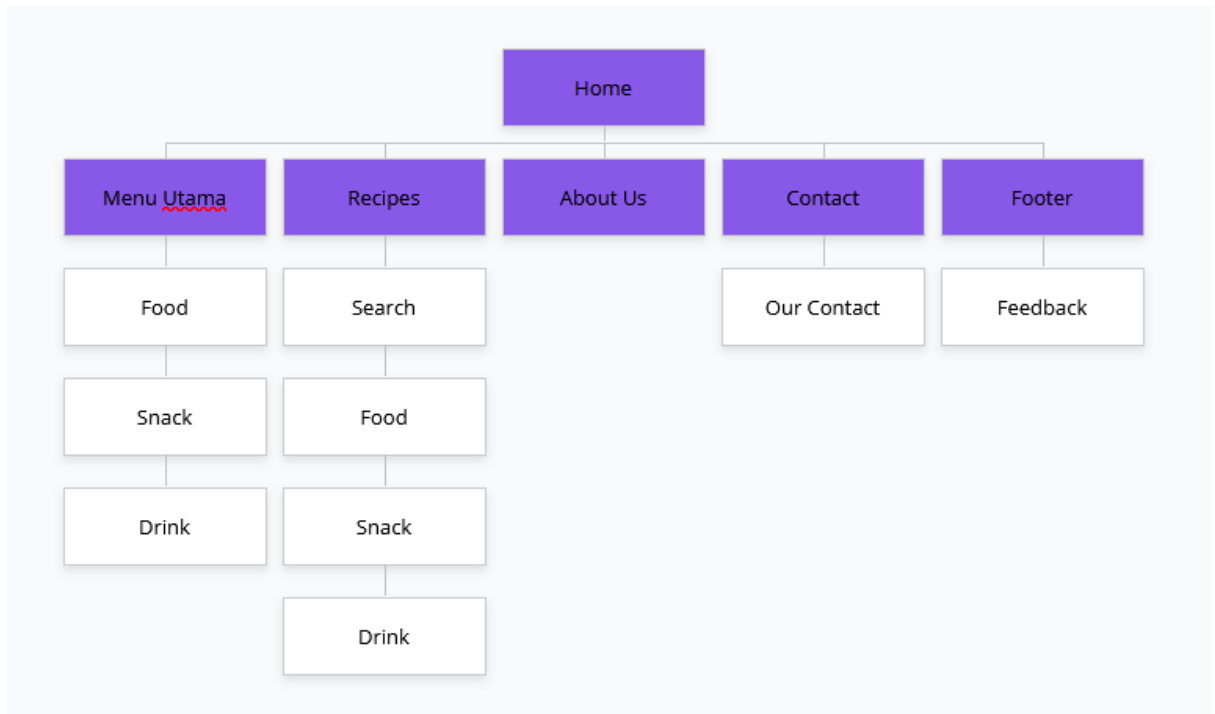 Home
Menu Utama
Recipes
About Us
Contact
Footer
Food
Search
Our Contact
Feedback
Snack
Food
Drink
Snack
Drink